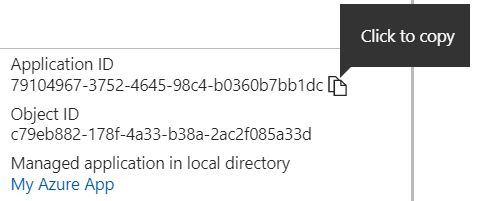 Click to copy
Application ID
79104967-3752-4645-98c4-b0360b7bb1dc
Object ID
c79eb882-178f-4a33-b38a-2ac2f085a33d
Managed application in local directory
My Azure App